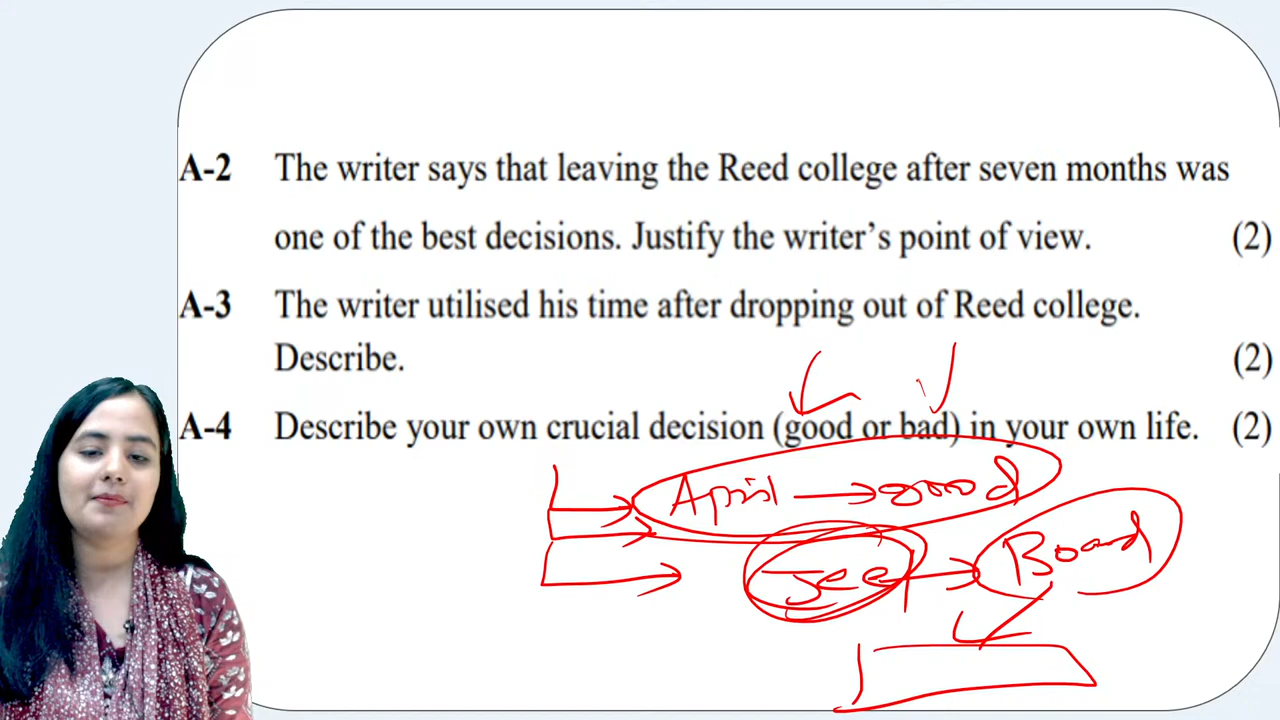 A-2 The writer says that leaving the Reed college after seven months was
one of the best decisions. Justify the writer's point of view. (2)
A-3 The writer utilised his time after dropping out of Reed college.
Describe. (2)
A-4 Describe your own crucial decision (good or bad) in your own life. (2)
April → good
Jee → Board